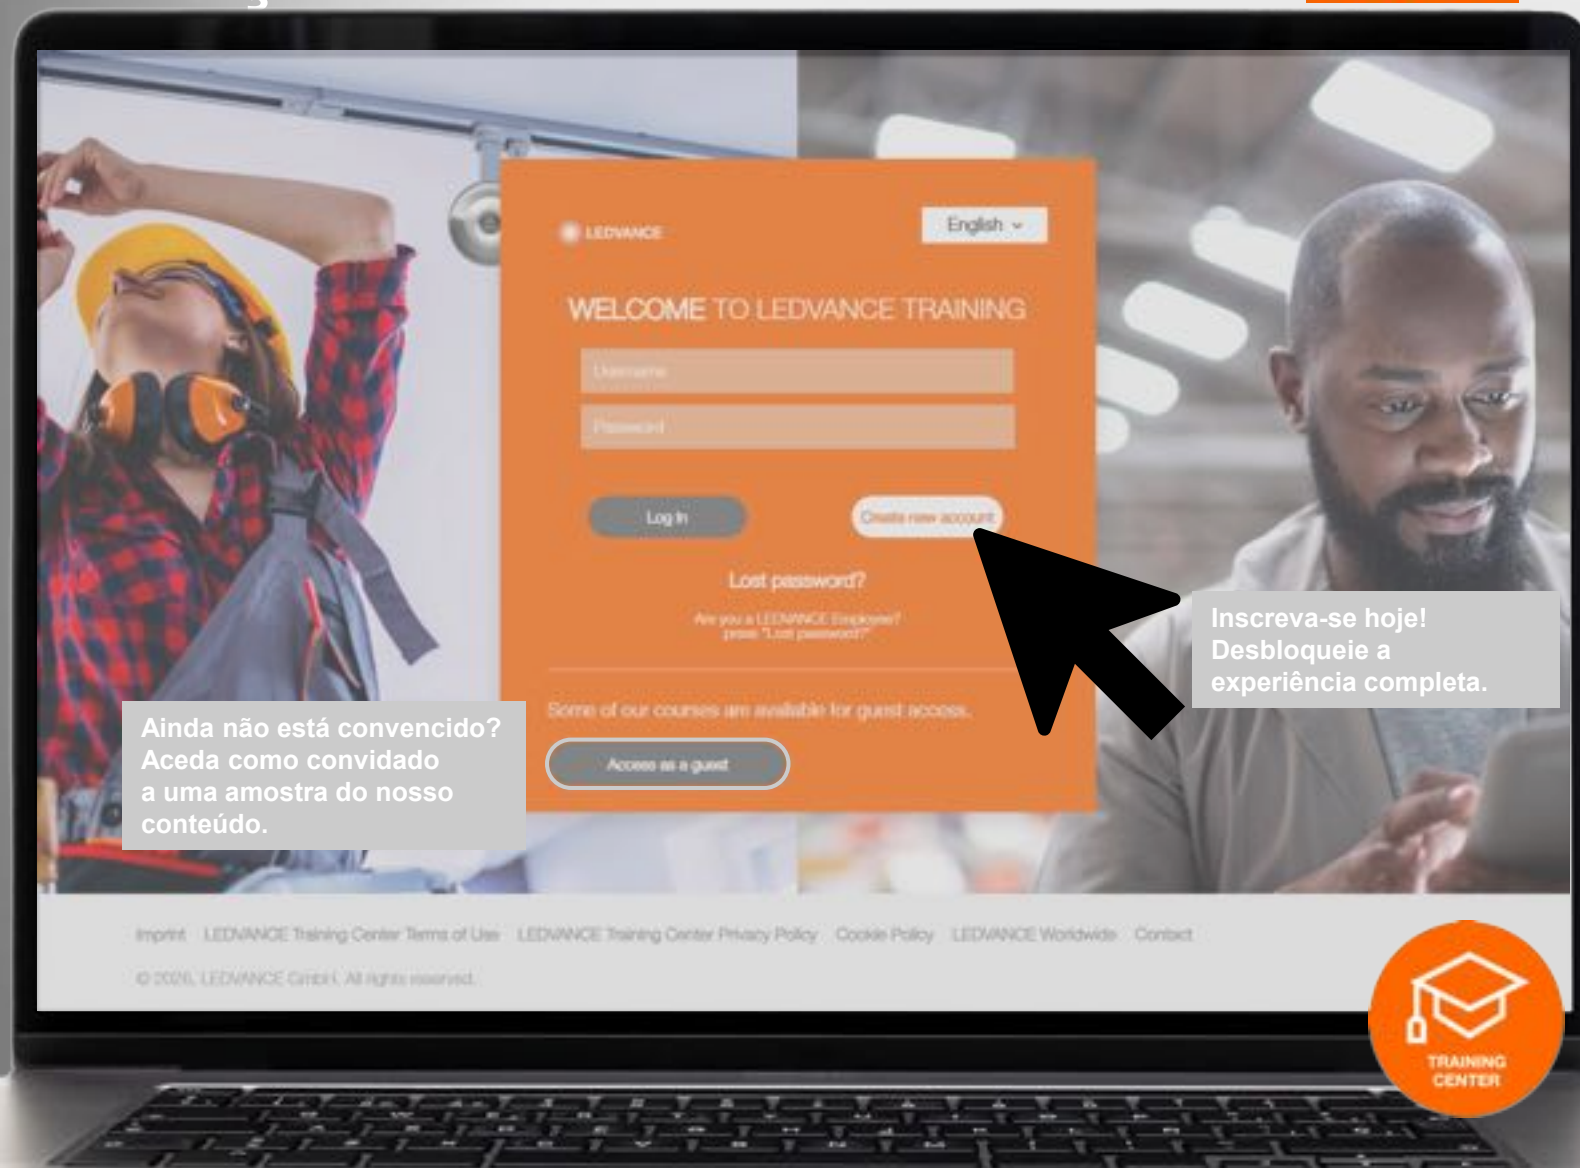 LEDVANCE
English
WELCOME TO LEDVANCE TRAINING
Username
Password
Log in
Create new account
Lost password?
Are you a LEDVANCE Employee?
press "Lost password?"
Inscreva-se hoje!
Desbloqueie a
experiência completa.
Some of our courses are available for guest access.
Access as a guest
Ainda não está convencido?
Aceda como convidado
a uma amostra do nosso
conteúdo.
Imprint LEDVANCE Training Center Terms of Use LEDVANCE Training Center Privacy Policy Cookie Policy LEDVANCE Worldwide Contact
© 2026, LEDVANCE GmbH. All rights reserved.
TRAINING
CENTER